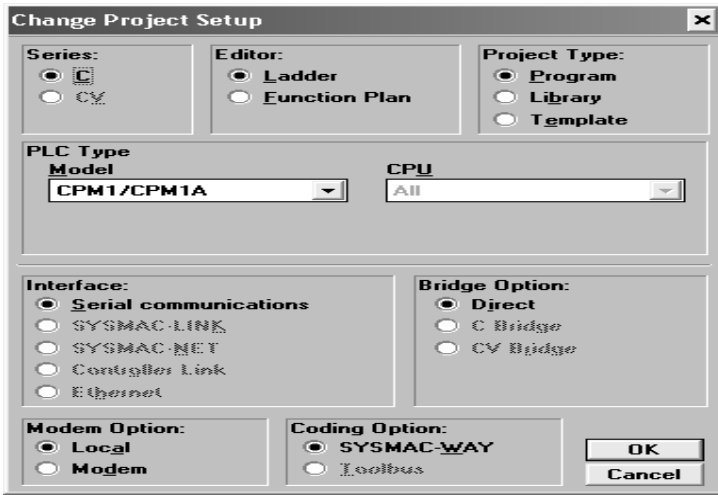 Change Project Setup
Series:
C
CV
Editor:
Ladder
Function Plan
Project Type:
Program
Library
Template
PLC Type
Model
CPM1/CPM1A
CPU
All
Interface:
Serial communications
SYSMAC-LINK
SYSMAC-NET
Controller Link
Ethernet
Bridge Option:
Direct
C Bridge
CV Bridge
Modem Option:
Local
Modem
Coding Option:
SYSMAC-WAY
Toolbus
OK
Cancel